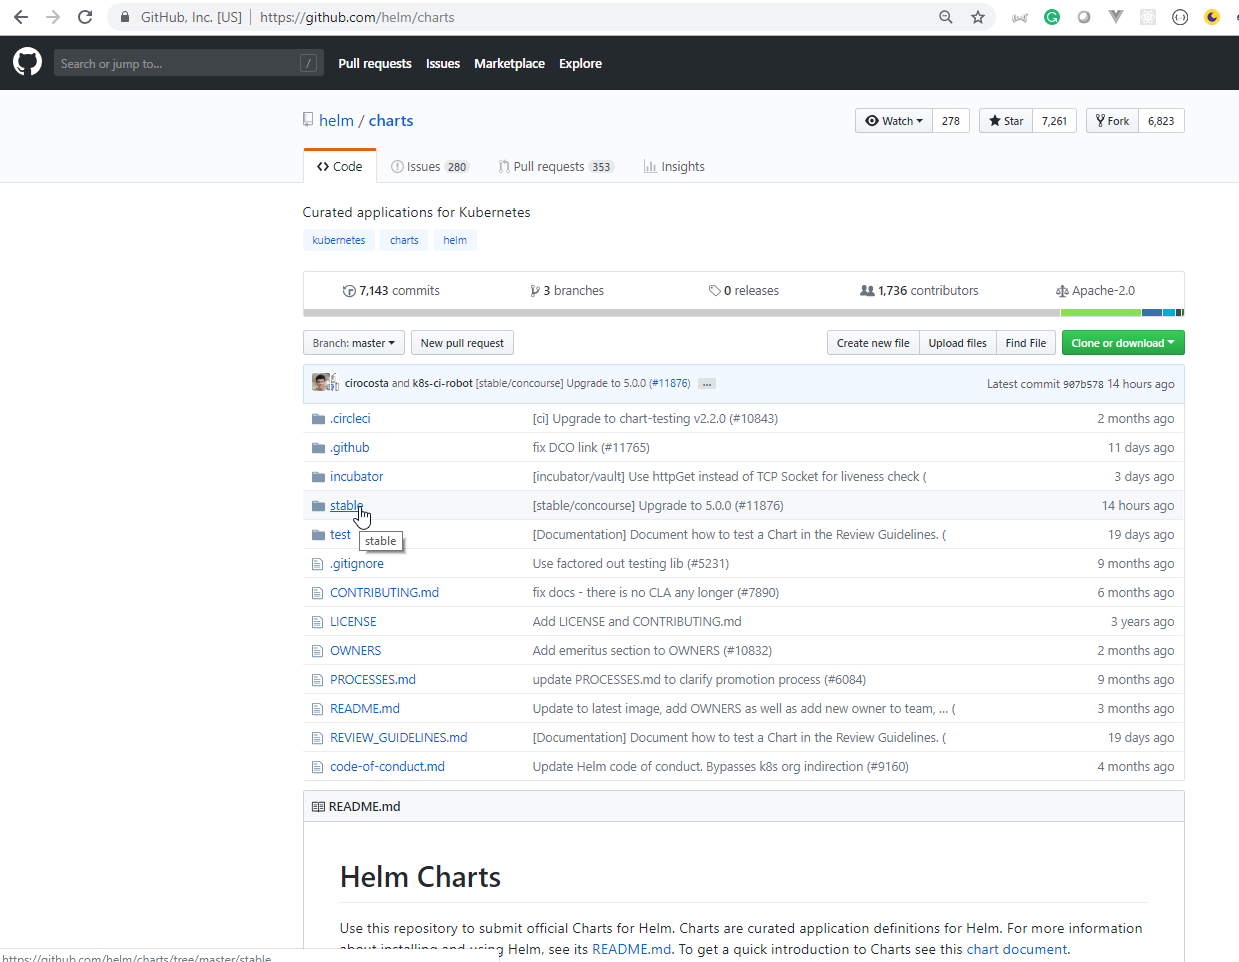 GitHub, Inc. [US] | https://github.com/helm/charts
Search or jump to... /
Pull requests Issues Marketplace Explore
helm / charts
Watch 278 Star 7,261 Fork 6,823
Code Issues 280 Pull requests 353 Insights
Curated applications for Kubernetes
kubernetes charts helm
7,143 commits 3 branches 0 releases 1,736 contributors Apache-2.0
Branch: master New pull request Create new file Upload files Find File Clone or download
cirocosta and k8s-ci-robot [stable/concourse] Upgrade to 5.0.0 (#11876) ... Latest commit 907b578 14 hours ago
.circleci [ci] Upgrade to chart-testing v2.2.0 (#10843) 2 months ago
.github fix DCO link (#11765) 11 days ago
incubator [incubator/vault] Use httpGet instead of TCP Socket for liveness check ( 3 days ago
stable [stable/concourse] Upgrade to 5.0.0 (#11876) 14 hours ago
test [Documentation] Document how to test a Chart in the Review Guidelines. ( 19 days ago
stable
.gitignore Use factored out testing lib (#5231) 9 months ago
CONTRIBUTING.md fix docs - there is no CLA any longer (#7890) 6 months ago
LICENSE Add LICENSE and CONTRIBUTING.md 3 years ago
OWNERS Add emeritus section to OWNERS (#10832) 2 months ago
PROCESSES.md update PROCESSES.md to clarify promotion process (#6084) 9 months ago
README.md Update to latest image, add OWNERS as well as add new owner to team, ... ( 3 months ago
REVIEW_GUIDELINES.md [Documentation] Document how to test a Chart in the Review Guidelines. ( 19 days ago
code-of-conduct.md Update Helm code of conduct. Bypasses k8s org indirection (#9160) 4 months ago
README.md
Helm Charts
Use this repository to submit official Charts for Helm. Charts are curated application definitions for Helm. For more information
about installing and using Helm, see its README.md. To get a quick introduction to Charts see this chart document.
https://github.com/helm/charts/tree/master/stable